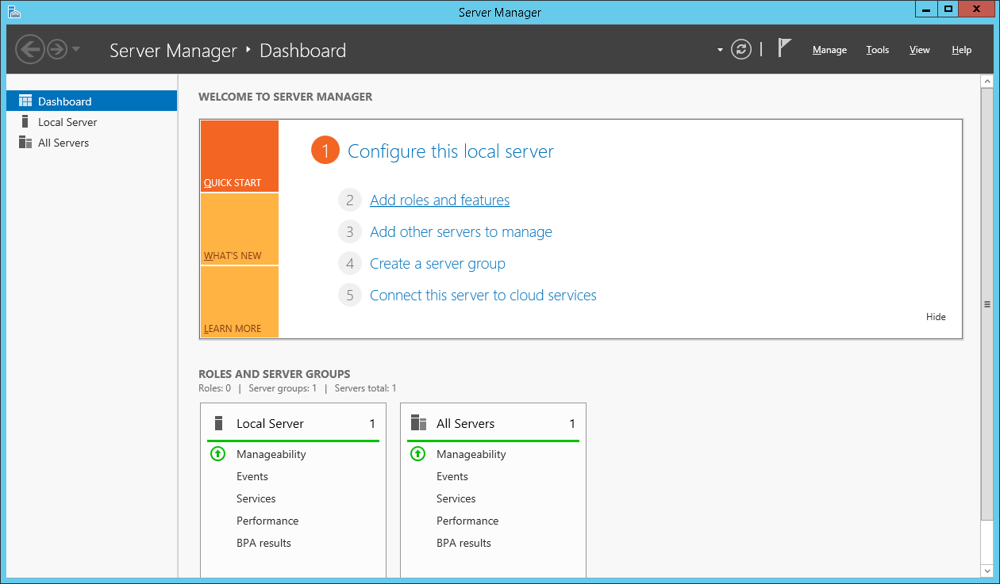 Server Manager
Server Manager ‣ Dashboard
Manage Tools View Help
Dashboard
Local Server
All Servers
WELCOME TO SERVER MANAGER
QUICK START
WHAT'S NEW
LEARN MORE
1 Configure this local server
2 Add roles and features
3 Add other servers to manage
4 Create a server group
5 Connect this server to cloud services
Hide
ROLES AND SERVER GROUPS
Roles: 0 | Server groups: 1 | Servers total: 1
Local Server 1
Manageability
Events
Services
Performance
BPA results
All Servers 1
Manageability
Events
Services
Performance
BPA results